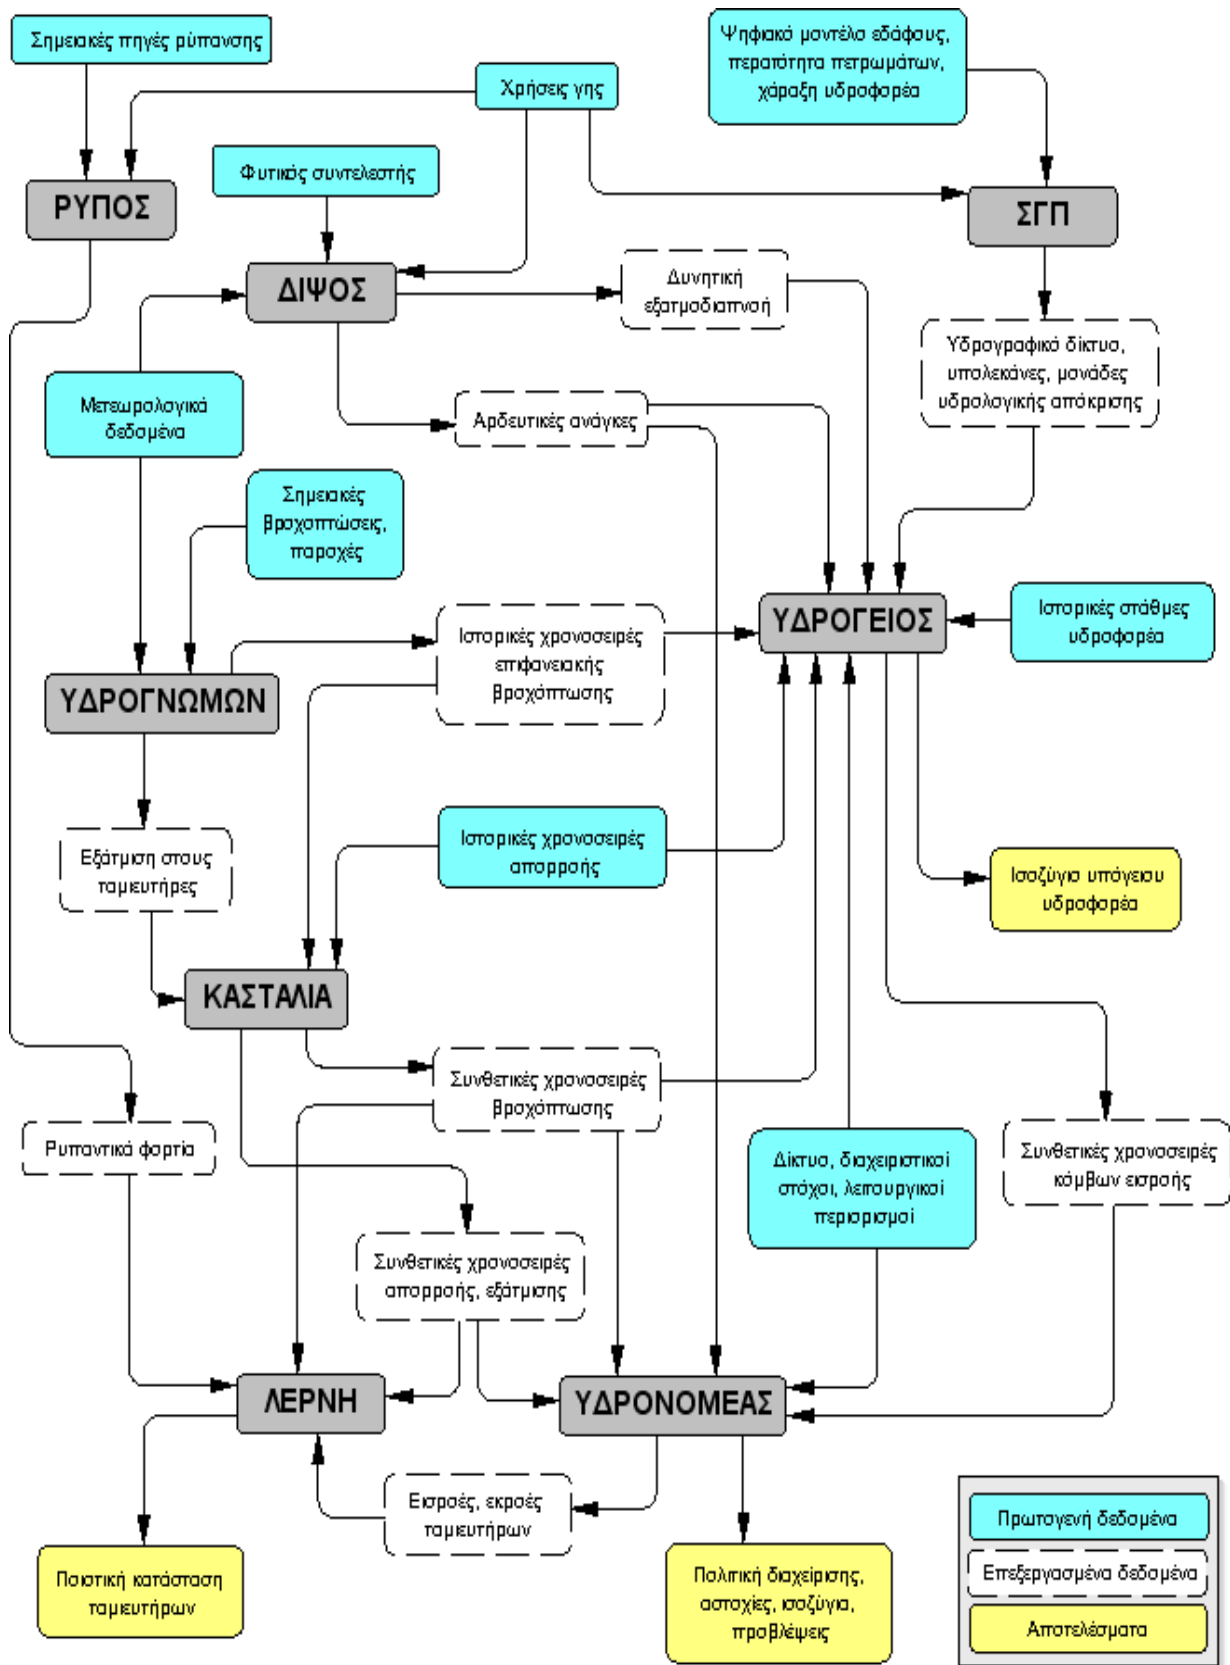 Σημειακές πηγές ρύπανσης
Ψηφιακό μοντέλο εδάφους,
περατότητα πετρωμάτων,
χάραξη υδροφορέα
Χρήσεις γης
Φυτικός συντελεστής
ΡΥΠΟΣ
ΣΓΠ
ΔΙΨΟΣ
Δυνητική
εξατμοδιαπνοή
Υδρογραφικό δίκτυο,
υπολεκάνες, μονάδες
υδρολογικής απόκρισης
Μετεωρολογικά
δεδομένα
Αρδευτικές ανάγκες
Σημειακές
βροχοπτώσεις,
παροχές
ΥΔΡΟΓΕΙΟΣ
Ιστορικές στάθμες
υδροφορέα
Ιστορικές χρονοσειρές
επιφανειακής
βροχόπτωσης
ΥΔΡΟΓΝΩΜΩΝ
Εξάτμιση στους
ταμιευτήρες
Ιστορικές χρονοσειρές
απορροής
Ισοζύγιο υπόγειου
υδροφορέα
ΚΑΣΤΑΛΙΑ
Συνθετικές χρονοσειρές
βροχόπτωσης
Ρυπαντικά φορτία
Δίκτυο, διαχειριστικοί
στόχοι, λειτουργικοί
περιορισμοί
Συνθετικές χρονοσειρές
κόμβων εισροής
Συνθετικές χρονοσειρές
απορροής, εξάτμισης
ΛΕΡΝΗ
ΥΔΡΟΝΟΜΕΑΣ
Εισροές, εκροές
ταμιευτήρων
Ποιοτική κατάσταση
ταμιευτήρων
Πολιτική διαχείρισης,
αστοχίες, ισοζύγια,
προβλέψεις
Πρωτογενή δεδομένα
Επεξεργασμένα δεδομένα
Αποτελέσματα